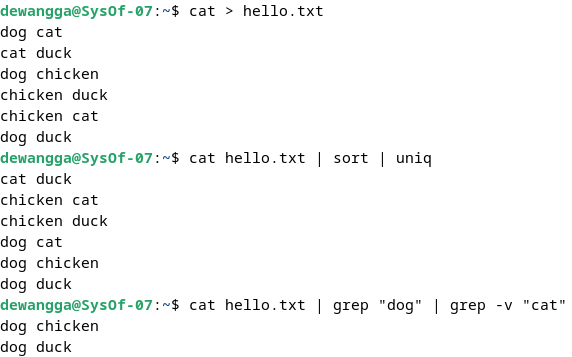 dewangga@SysOf-07:~$ cat > hello.txt
dog cat
cat duck
dog chicken
chicken duck
chicken cat
dog duck
dewangga@SysOf-07:~$ cat hello.txt | sort | uniq
cat duck
chicken cat
chicken duck
dog cat
dog chicken
dog duck
dewangga@SysOf-07:~$ cat hello.txt | grep "dog" | grep -v "cat"
dog chicken
dog duck